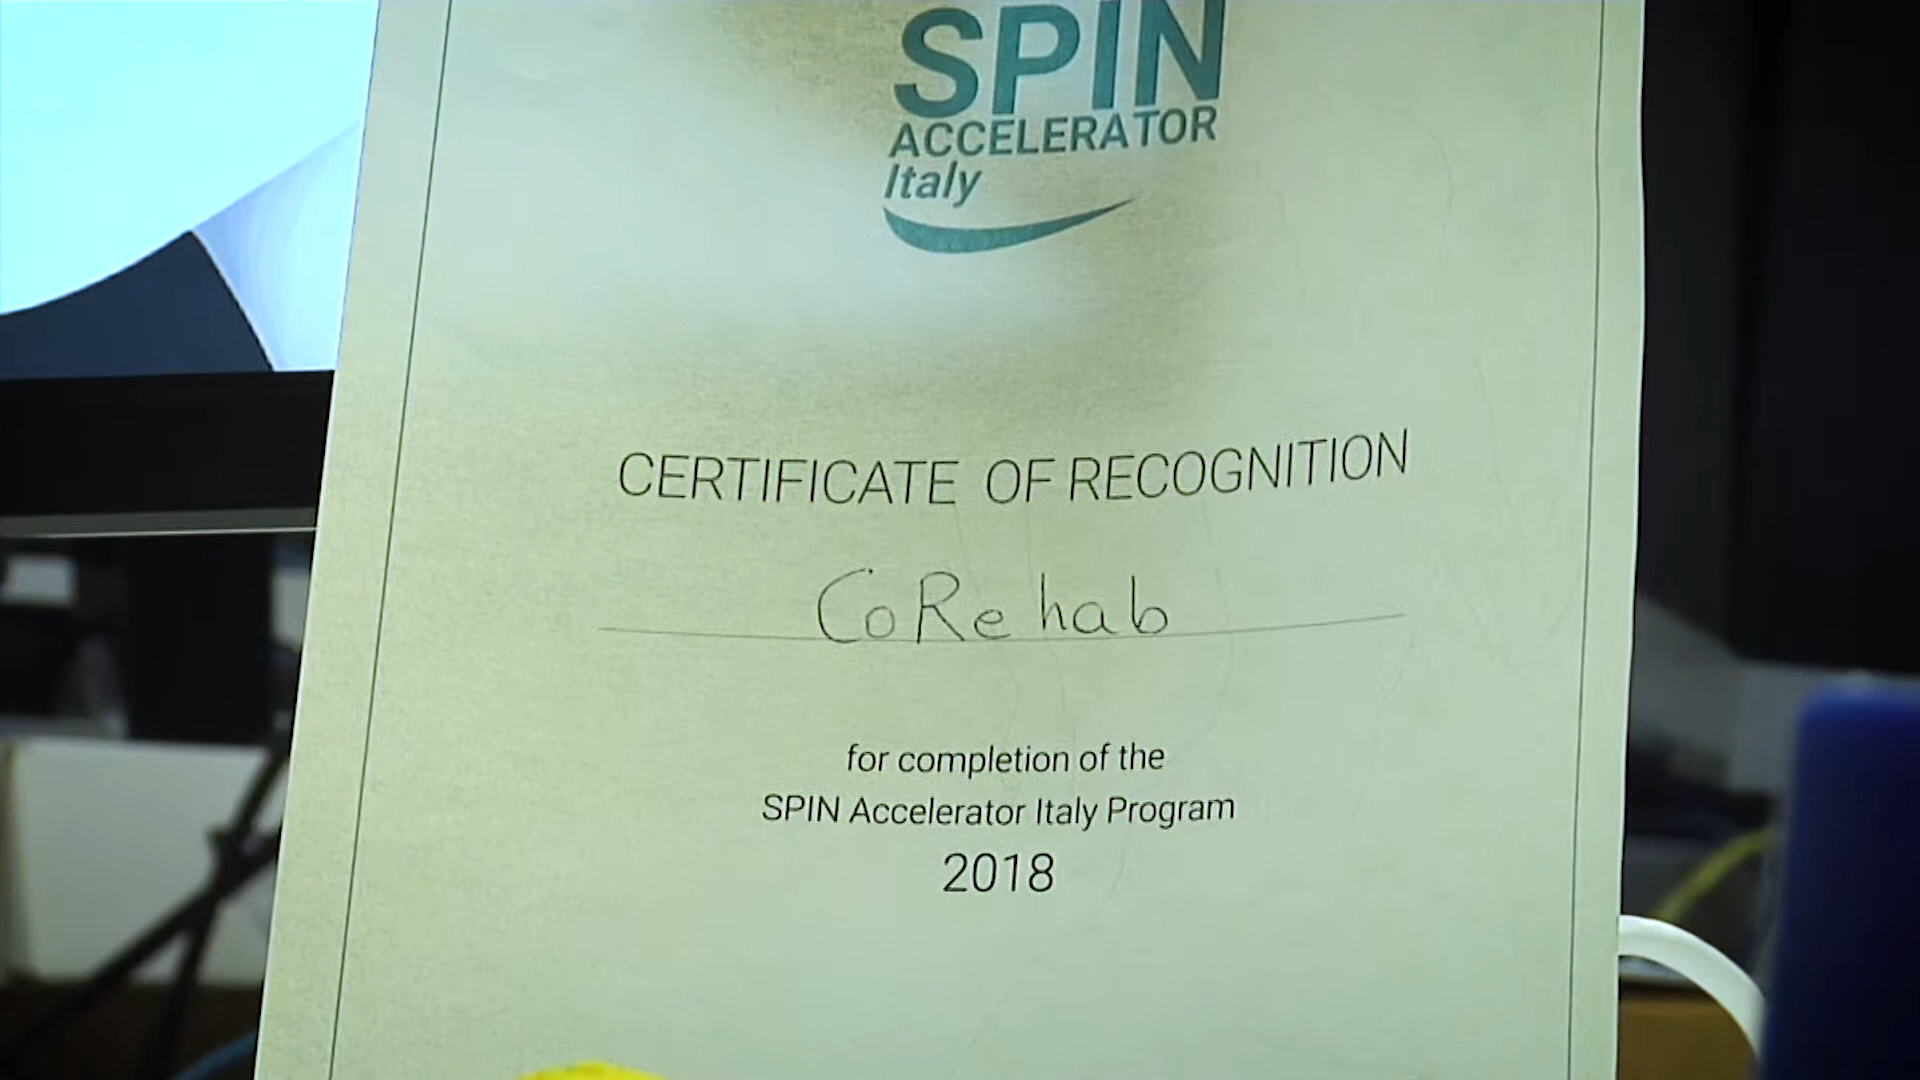 SPIN
ACCELERATOR
Italy
CERTIFICATE OF RECOGNITION
CoRehab
for completion of the
SPIN Accelerator Italy Program
2018